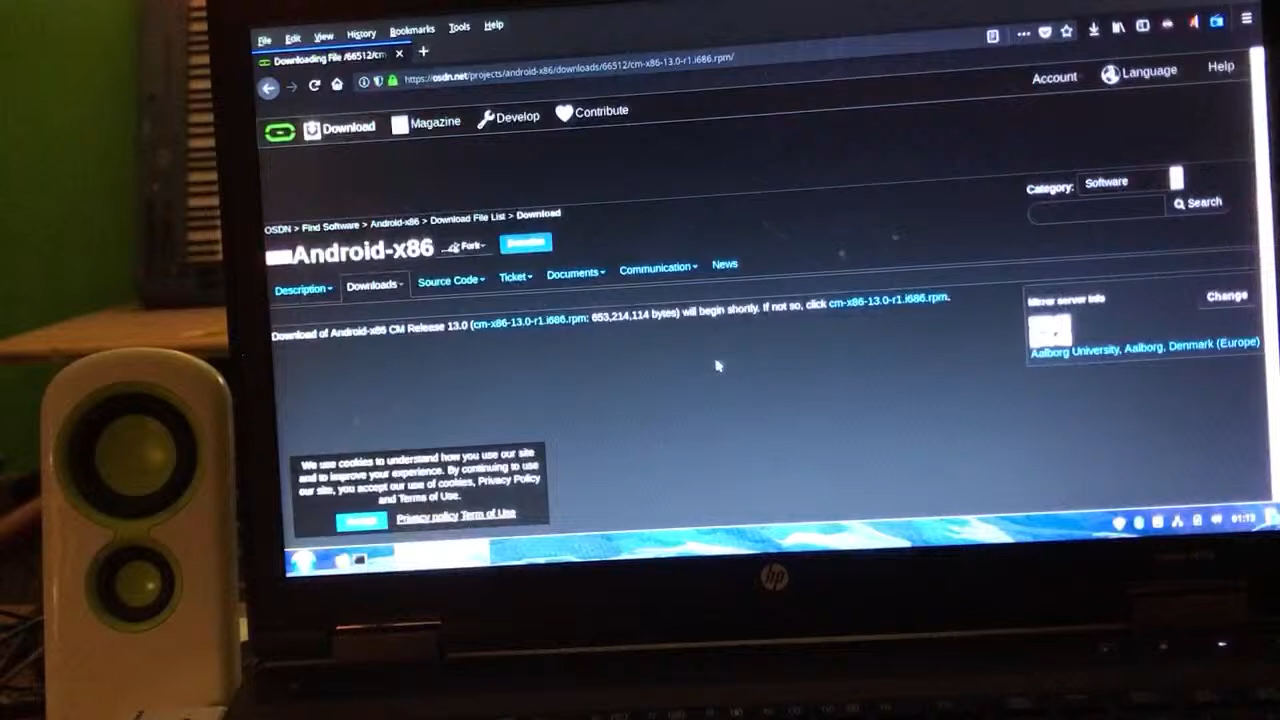 File Edit View History Bookmarks Tools Help
Downloading File /66512/cm
https://osdn.net/projects/android-x86/downloads/66512/cm-x86-13.0-r1.i686.rpm/
Account Language Help
Download Magazine Develop Contribute
Category: Software
Search
OSDN > Find Software > Android-x86 > Download File List > Download
Android-x86 Fork
Description Downloads Source Code Ticket Documents Communication News
Download of Android-x86 CM Release 13.0 (cm-x86-13.0-r1.i686.rpm: 653,214,114 bytes) will begin shortly. If not so, click cm-x86-13.0-r1.i686.rpm.
Mirror server info Change
Aalborg University, Aalborg, Denmark (Europe)
We use cookies to understand how you use our site
and to improve your experience. By continuing to use
our site, you accept our use of cookies, Privacy Policy
and Terms of Use.
Privacy policy Term of Use
01:13
hp